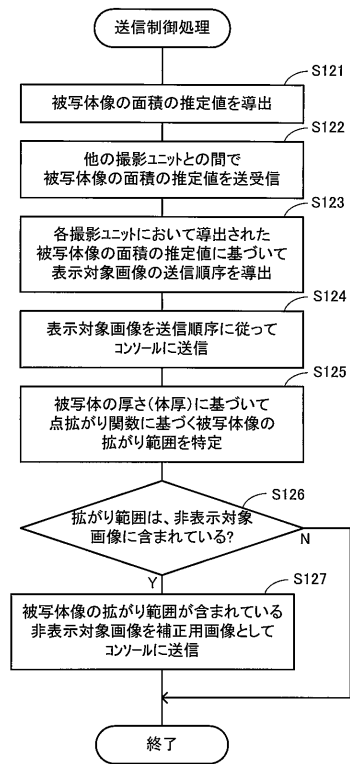 送信制御処理
S121
被写体像の面積の推定値を導出
S122
他の撮影ユニットとの間で
被写体像の面積の推定値を送受信
S123
各撮影ユニットにおいて導出された
被写体像の面積の推定値に基づいて
表示対象画像の送信順序を導出
S124
表示対象画像を送信順序に従って
コンソールに送信
S125
被写体の厚さ(体厚)に基づいて
点拡がり関数に基づく被写体像の
拡がり範囲を特定
S126
拡がり範囲は、非表示対象
画像に含まれている?
N
Y
S127
被写体像の拡がり範囲が含まれている
非表示対象画像を補正用画像として
コンソールに送信
終了